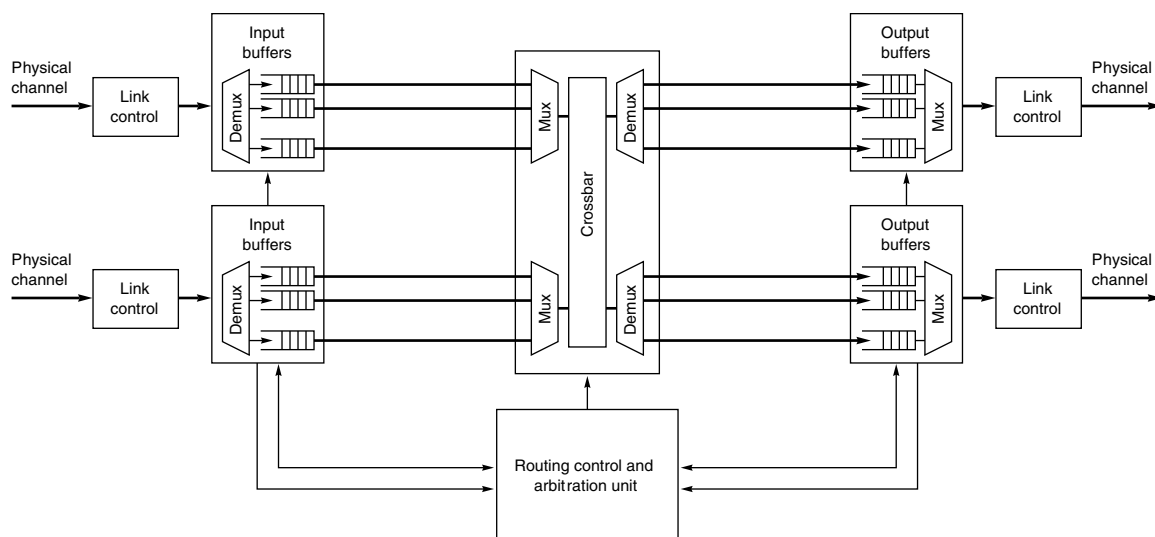 Input
buffers
Output
buffers
Physical
channel
Link
control
Demux
Mux
Crossbar
Demux
Mux
Link
control
Physical
channel
Input
buffers
Output
buffers
Physical
channel
Link
control
Demux
Mux
Demux
Mux
Link
control
Physical
channel
Routing control and
arbitration unit